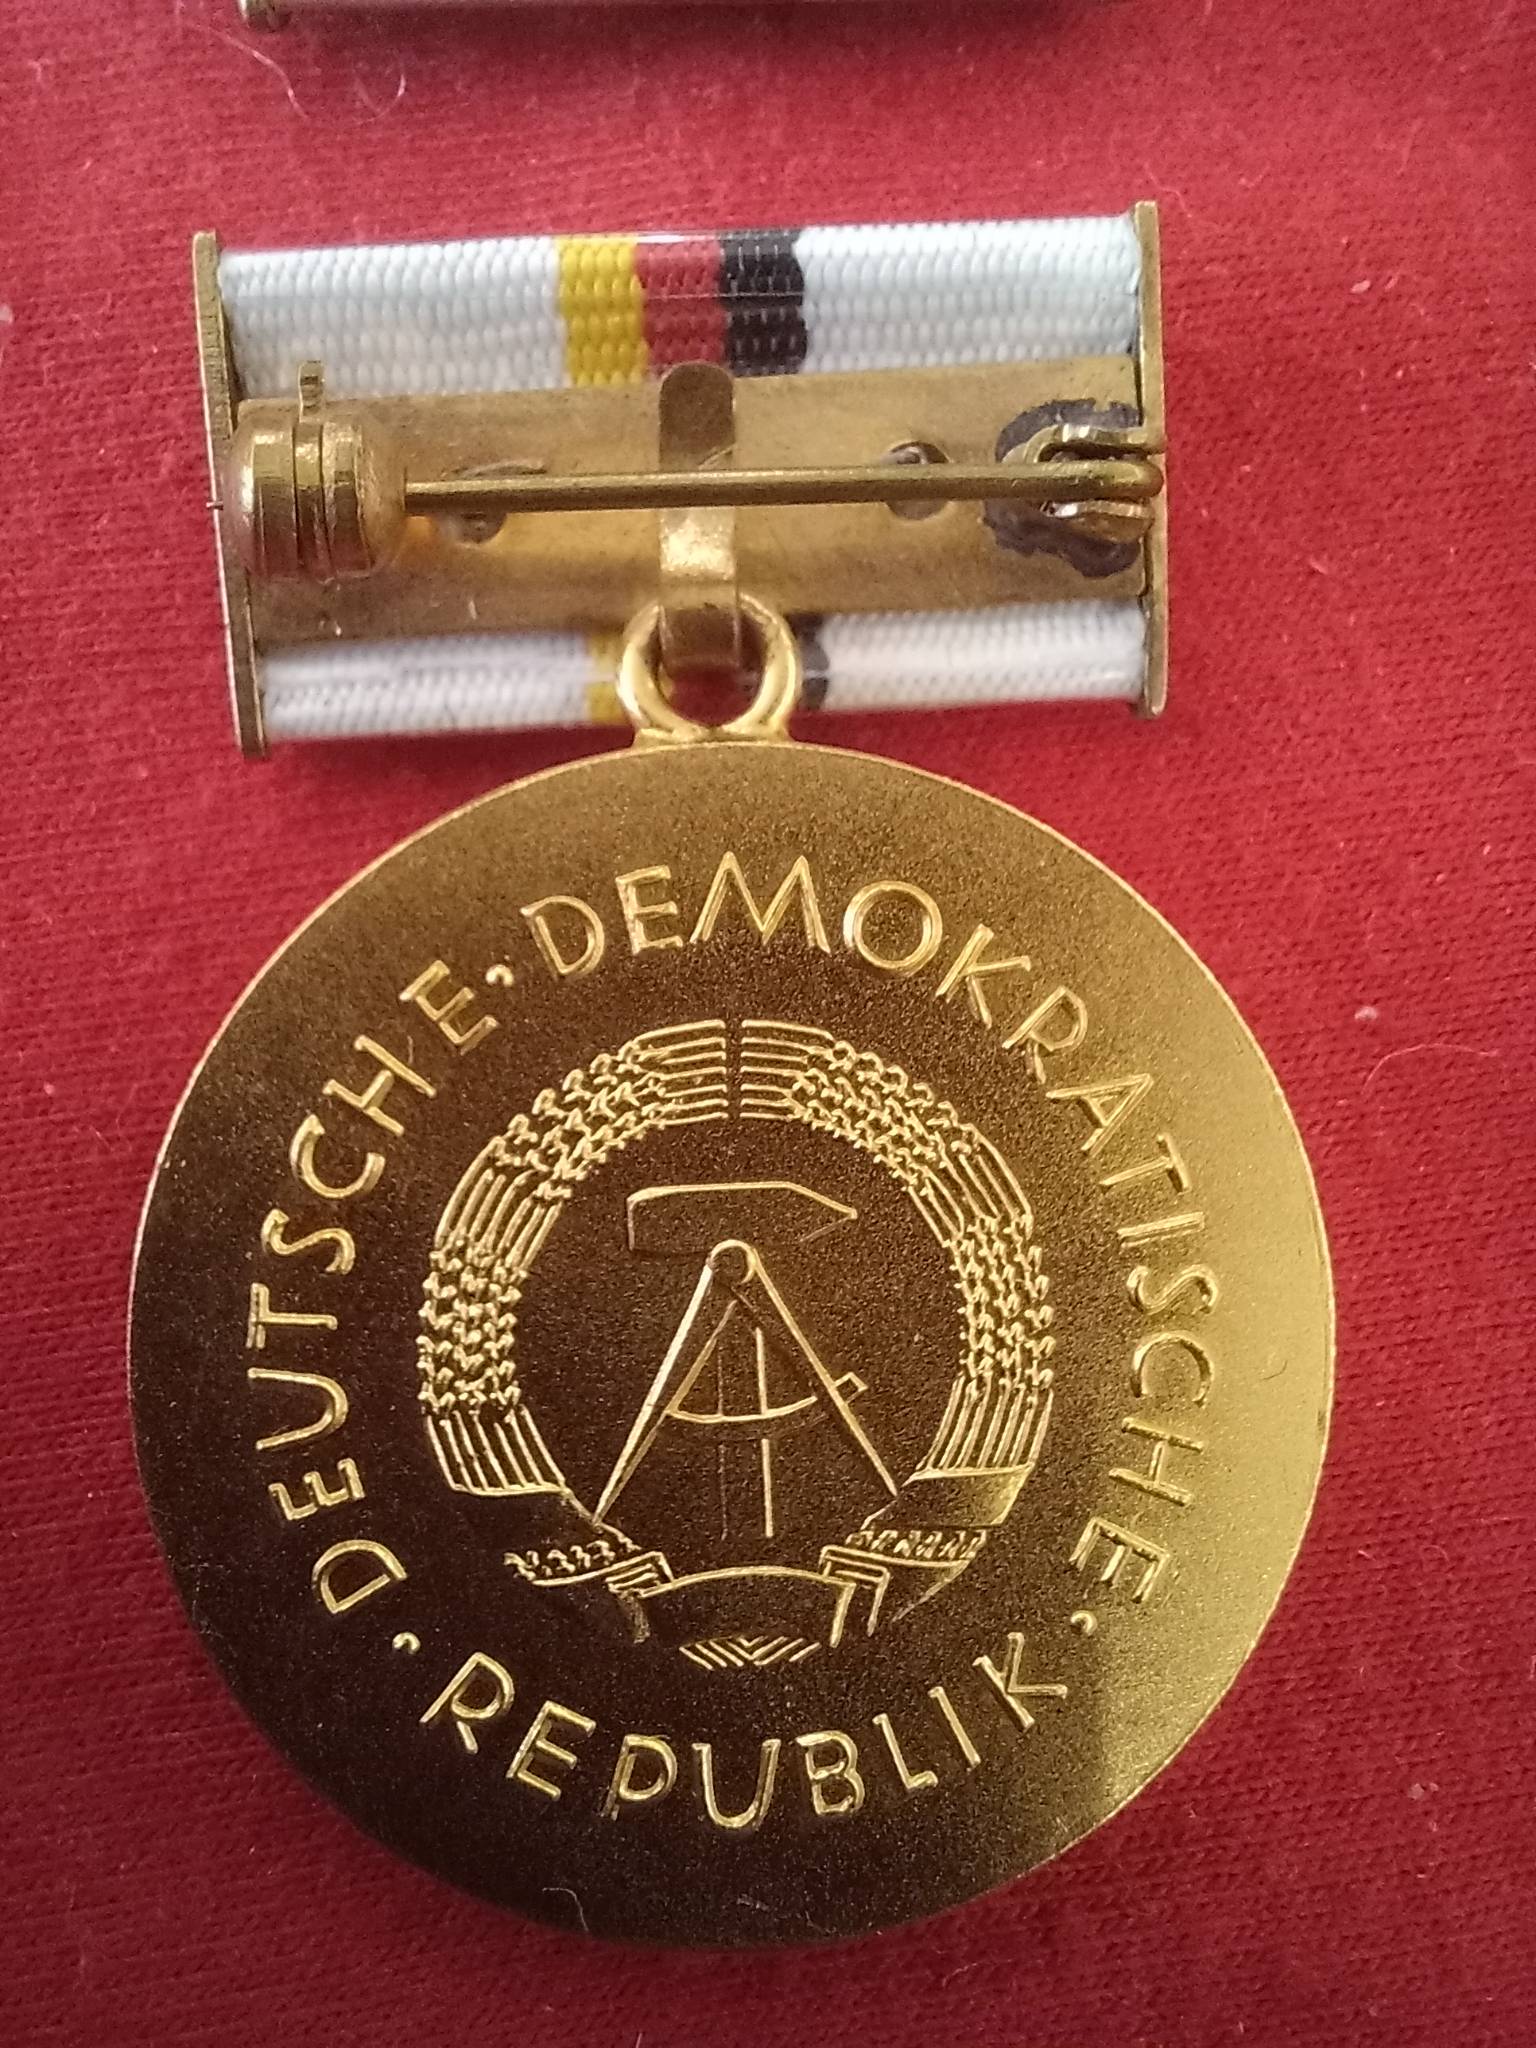 DEUTSCHE · DEMOKRATISCHE · REPUBLIK ·